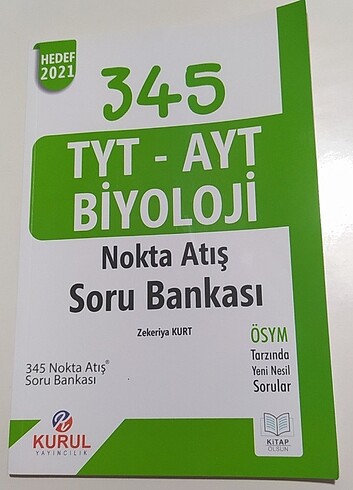 HEDEF
2021
345
TYT - AYT
BİYOLOJİ
Nokta Atış
Soru Bankası
Zekeriya KURT
ÖSYM
Tarzında
Yeni Nesil
Sorular
345 Nokta Atış®
Soru Bankası
KURUL
YAYINCILIK
KİTAP
OLSUN